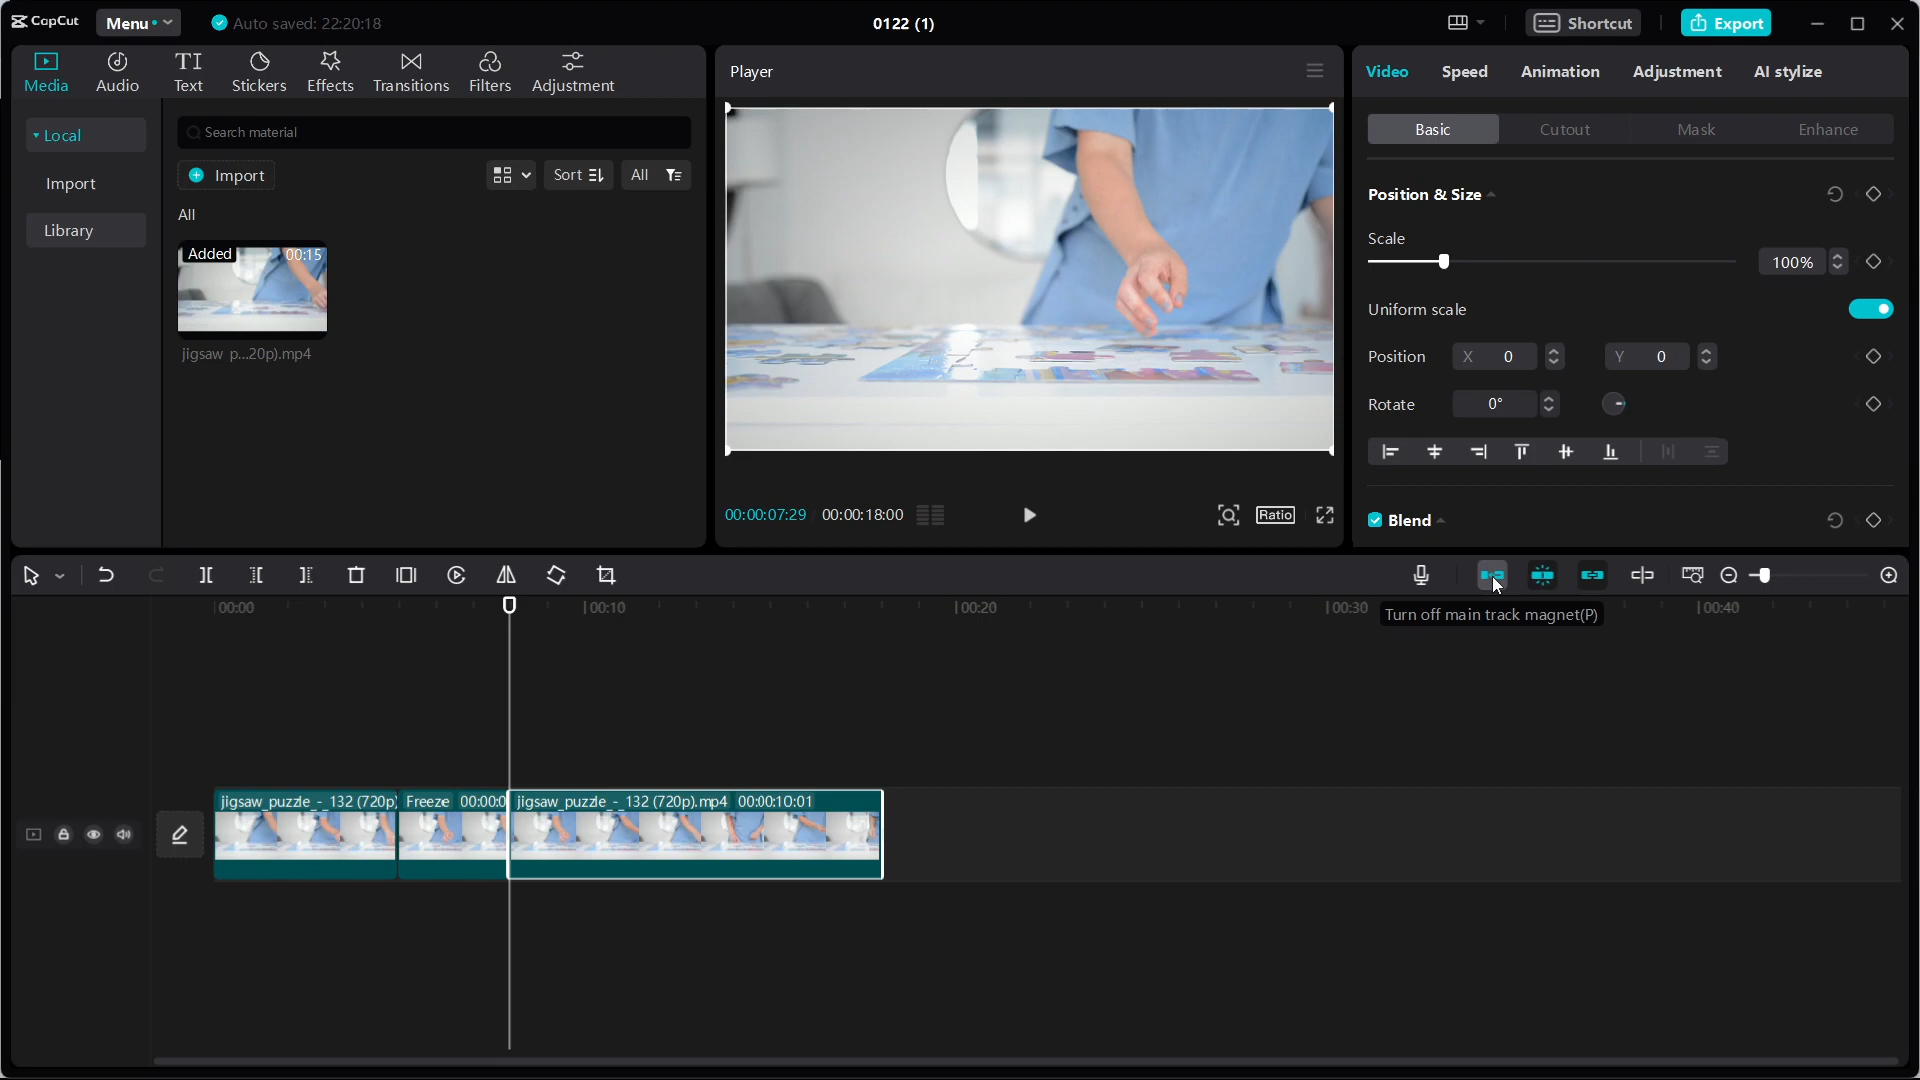 CapCut
Menu
Auto saved: 22:20:18
0122 (1)
Shortcut
Export
Media
Audio
Text
Stickers
Effects
Transitions
Filters
Adjustment
Local
Import
Library
Search material
Import
Sort
All
All
Added
00:15
jigsaw p...20p).mp4
Player
00:00:07:29
00:00:18:00
Ratio
Video
Speed
Animation
Adjustment
AI stylize
Basic
Cutout
Mask
Enhance
Position & Size
Scale
100%
Uniform scale
Position
X 0
Y 0
Rotate
0°
Blend
00:00
00:10
00:20
00:30
00:40
Turn off main track magnet(P)
jigsaw_puzzle_-_132 (720p)
Freeze 00:00:0
jigsaw_puzzle_-_132 (720p).mp4 00:00:10:01